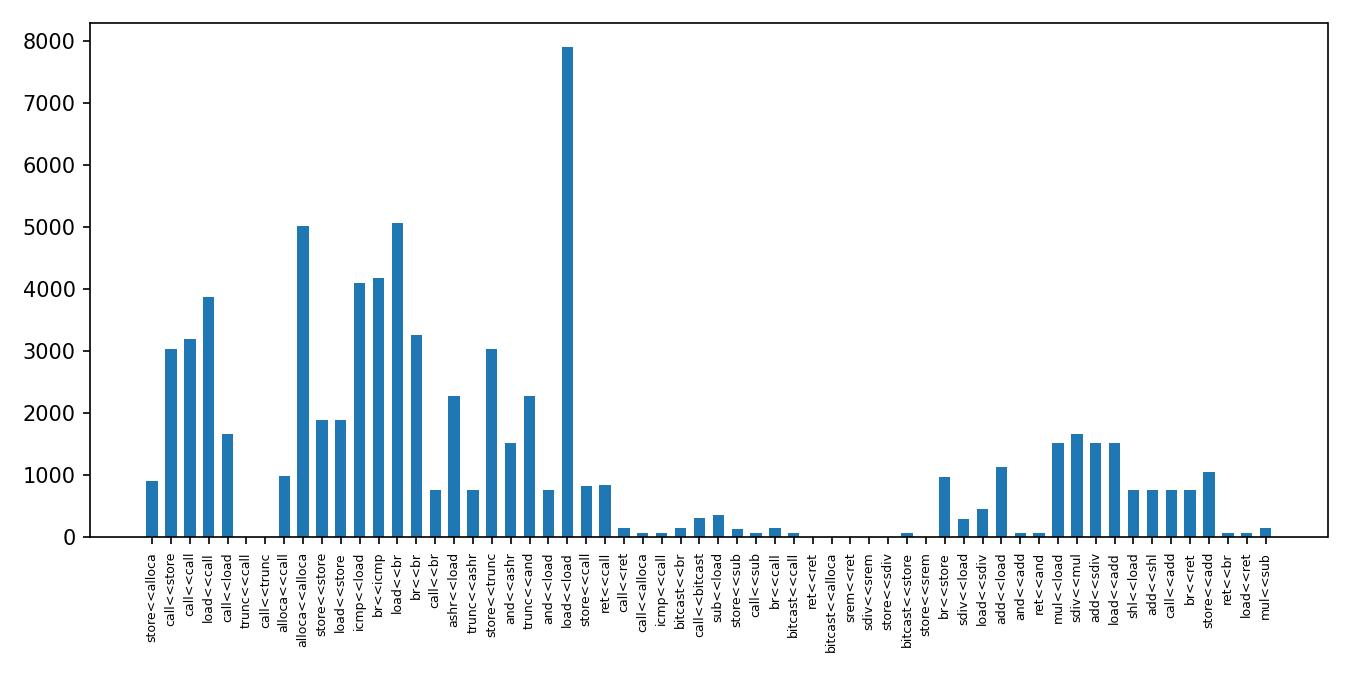 8000
7000
6000
5000
4000
3000
2000
1000
0
store<<alloca
call<<store
call<<call
load<<call
call<<load
trunc<<call
call<<trunc
alloca<<call
alloca<<alloca
store<<store
load<<store
icmp<<load
br<<icmp
load<<br
br<<br
call<<br
ashr<<load
trunc<<ashr
store<<trunc
and<<ashr
trunc<<and
and<<load
load<<load
store<<call
ret<<call
call<<ret
call<<alloca
icmp<<call
bitcast<<br
call<<bitcast
sub<<load
store<<sub
call<<sub
br<<call
bitcast<<call
ret<<ret
bitcast<<alloca
srem<<ret
sdiv<<srem
store<<sdiv
bitcast<<store
store<<srem
br<<store
sdiv<<load
load<<sdiv
add<<load
and<<add
ret<<and
mul<<load
sdiv<<mul
add<<sdiv
load<<add
shl<<load
add<<shl
call<<add
br<<ret
store<<add
ret<<br
load<<ret
mul<<sub